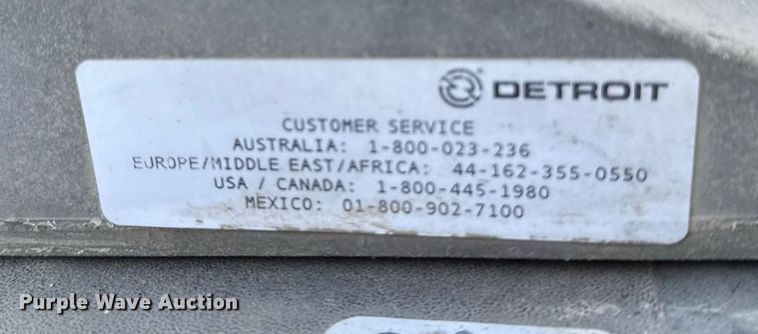 DETROIT
CUSTOMER SERVICE
AUSTRALIA: 1-800-023-236
EUROPE/MIDDLE EAST/AFRICA: 44-162-355-0550
USA / CANADA: 1-800-445-1980
MEXICO: 01-800-902-7100
Purple Wave Auction